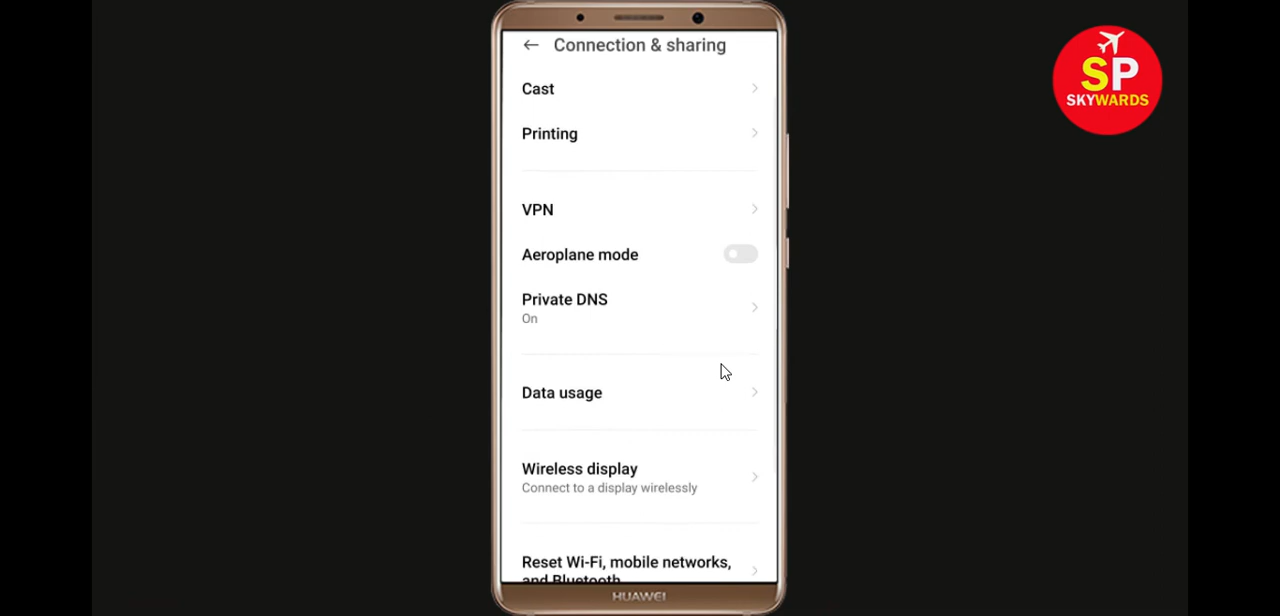 Connection & sharing
Cast
Printing
VPN
Aeroplane mode
Private DNS
On
Data usage
Wireless display
Connect to a display wirelessly
Reset Wi-Fi, mobile networks,
and Bluetooth
HUAWEI
SP
SKYWARDS